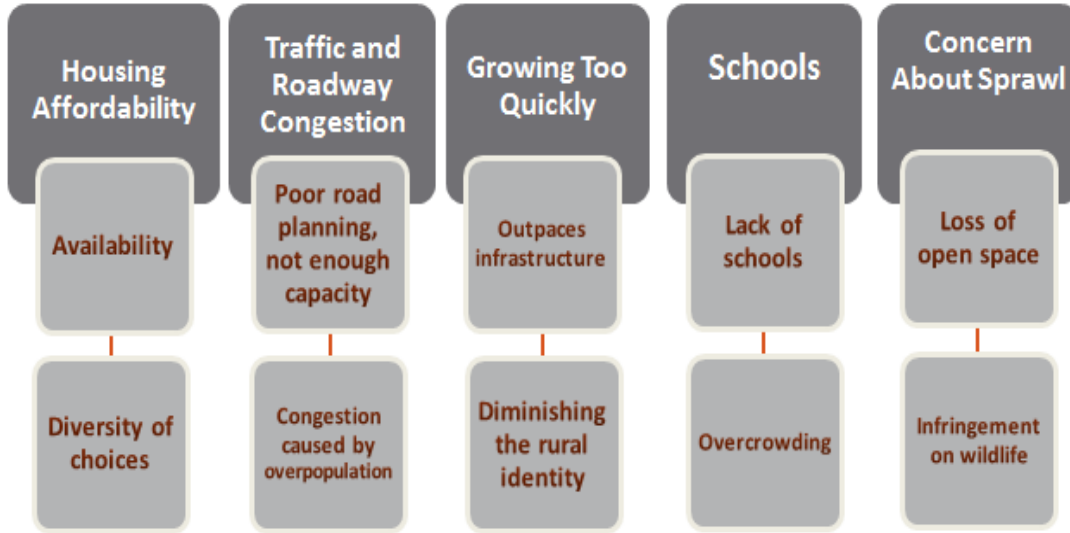 Housing
Affordability
Availability
Diversity of
choices
Traffic and
Roadway
Congestion
Poor road
planning,
not enough
capacity
Congestion
caused by
overpopulation
Growing Too
Quickly
Outpaces
infrastructure
Diminishing
the rural
identity
Schools
Lack of
schools
Overcrowding
Concern
About Sprawl
Loss of
open space
Infringement
on wildlife